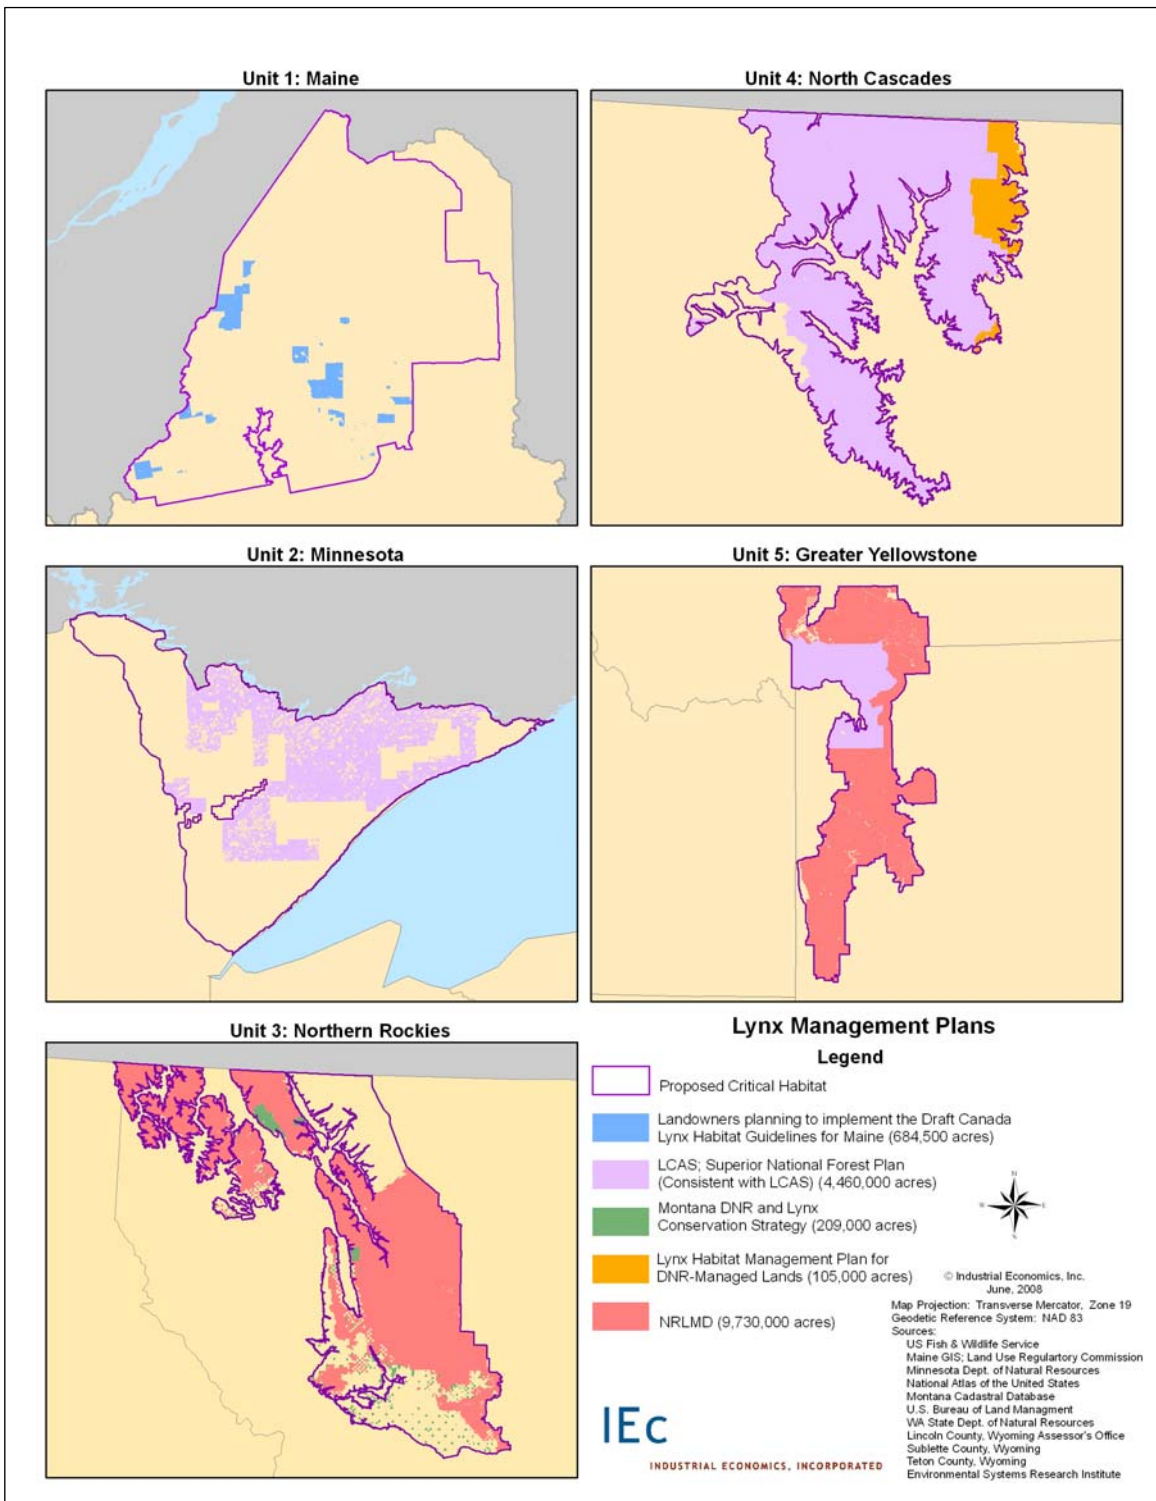 Unit 1: Maine
Unit 4: North Cascades
Unit 2: Minnesota
Unit 5: Greater Yellowstone
Unit 3: Northern Rockies
Lynx Management Plans
Legend
Proposed Critical Habitat
Landowners planning to implement the Draft Canada
Lynx Habitat Guidelines for Maine (684,500 acres)
LCAS; Superior National Forest Plan
(Consistent with LCAS) (4,460,000 acres)
Montana DNR and Lynx
Conservation Strategy (209,000 acres)
Lynx Habitat Management Plan for
DNR-Managed Lands (105,000 acres)
NRLMD (9,730,000 acres)
N
W
E
S
© Industrial Economics, Inc.
June, 2008
Map Projection: Transverse Mercator, Zone 19
Geodetic Reference System: NAD 83
Sources:
US Fish & Wildlife Service
Maine GIS; Land Use Regulartory Commission
Minnesota Dept. of Natural Resources
National Atlas of the United States
Montana Cadastral Database
U.S. Bureau of Land Managment
WA State Dept. of Natural Resources
Lincoln County, Wyoming Assessor's Office
Sublette County, Wyoming
Teton County, Wyoming
Environmental Systems Research Institute
IEc
INDUSTRIAL ECONOMICS, INCORPORATED